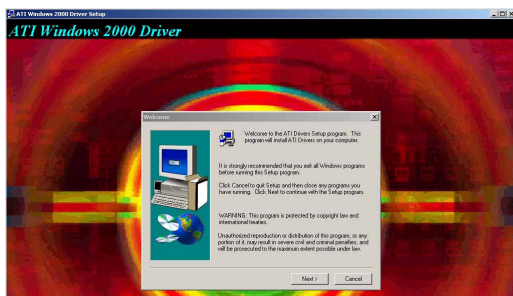 ATI Windows 2000 Driver Setup
ATI Windows 2000 Driver
Welcome
Welcome to the ATI Drivers Setup program. This
program will install ATI Drivers on your computer.
It is strongly recommended that you exit all Windows programs
before running this Setup program.
Click Cancel to quit Setup and then close any programs you
have running. Click Next to continue with the Setup program.
WARNING: This program is protected by copyright law and
international treaties.
Unauthorized reproduction or distribution of this program, or any
portion of it, may result in severe civil and criminal penalties, and
will be prosecuted to the maximum extent possible under law.
Next >
Cancel